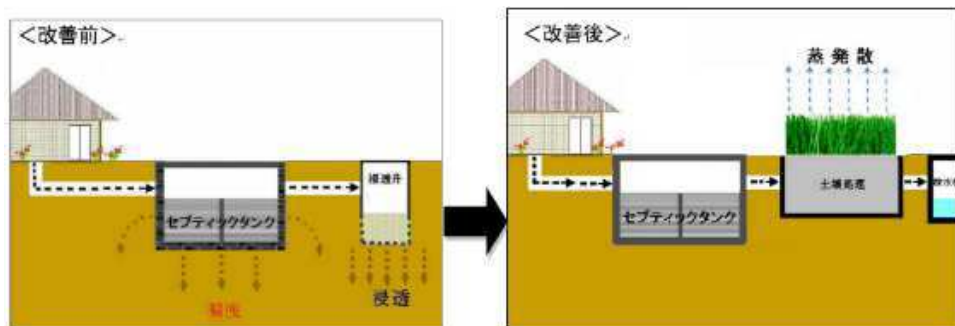 <改善前>
浸透升
セプティックタンク
漏洩
浸透
<改善後>
蒸発散
土壌処理
セプティックタンク